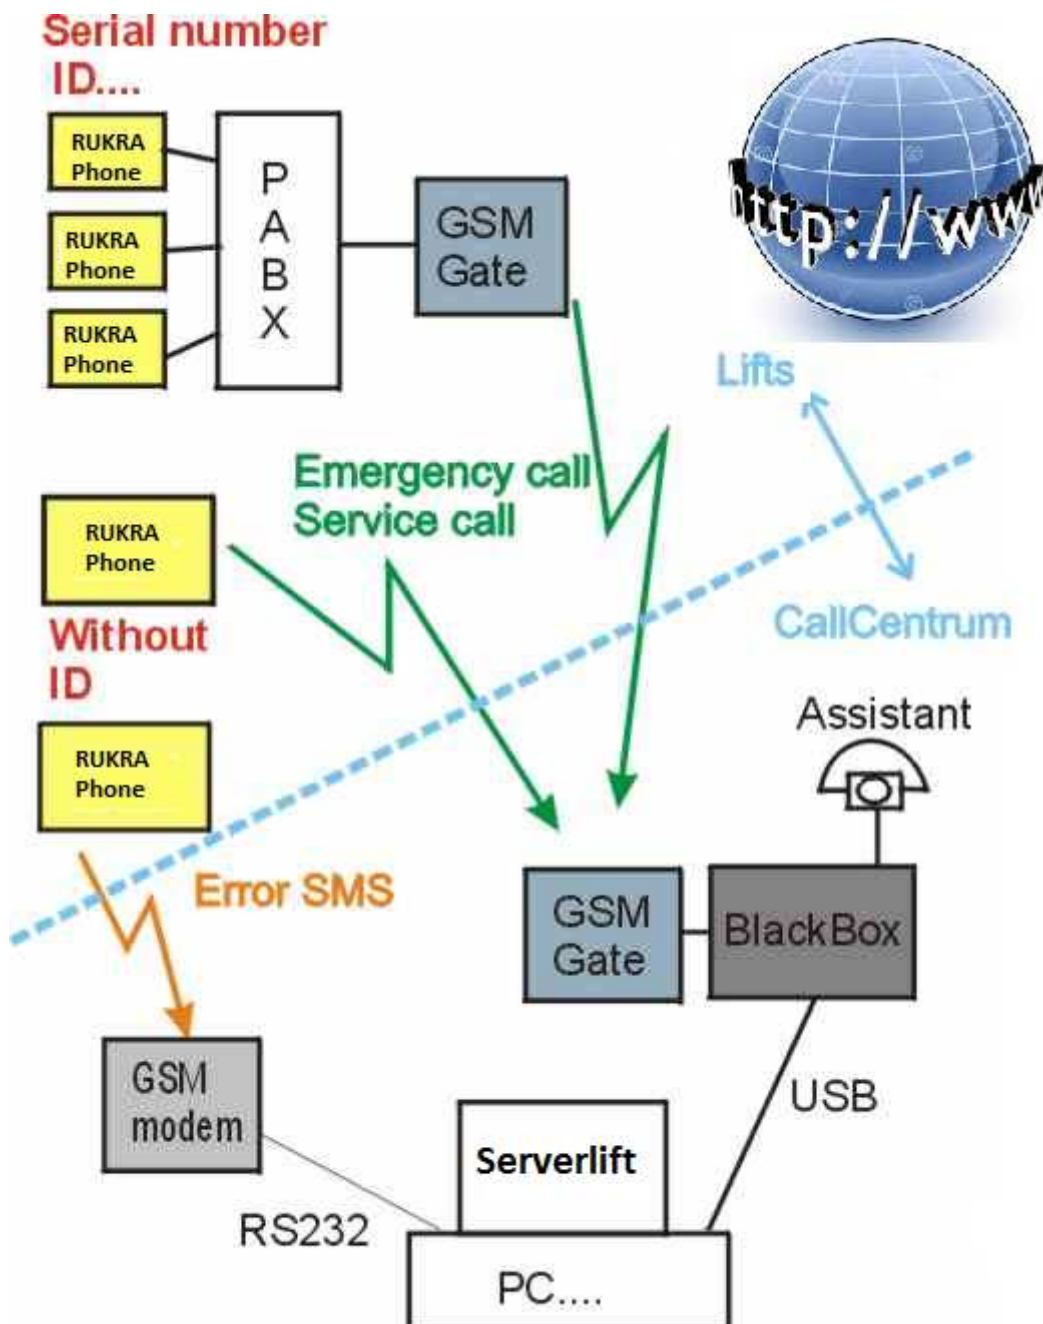 Serial number
ID....
RUKRA
Phone
RUKRA
Phone
RUKRA
Phone
P
A
B
X
GSM
Gate
http://www
Lifts
CallCentrum
Emergency call
Service call
RUKRA
Phone
Without
ID
RUKRA
Phone
Error SMS
Assistant
GSM
Gate
BlackBox
GSM
modem
USB
Serverlift
RS232
PC....